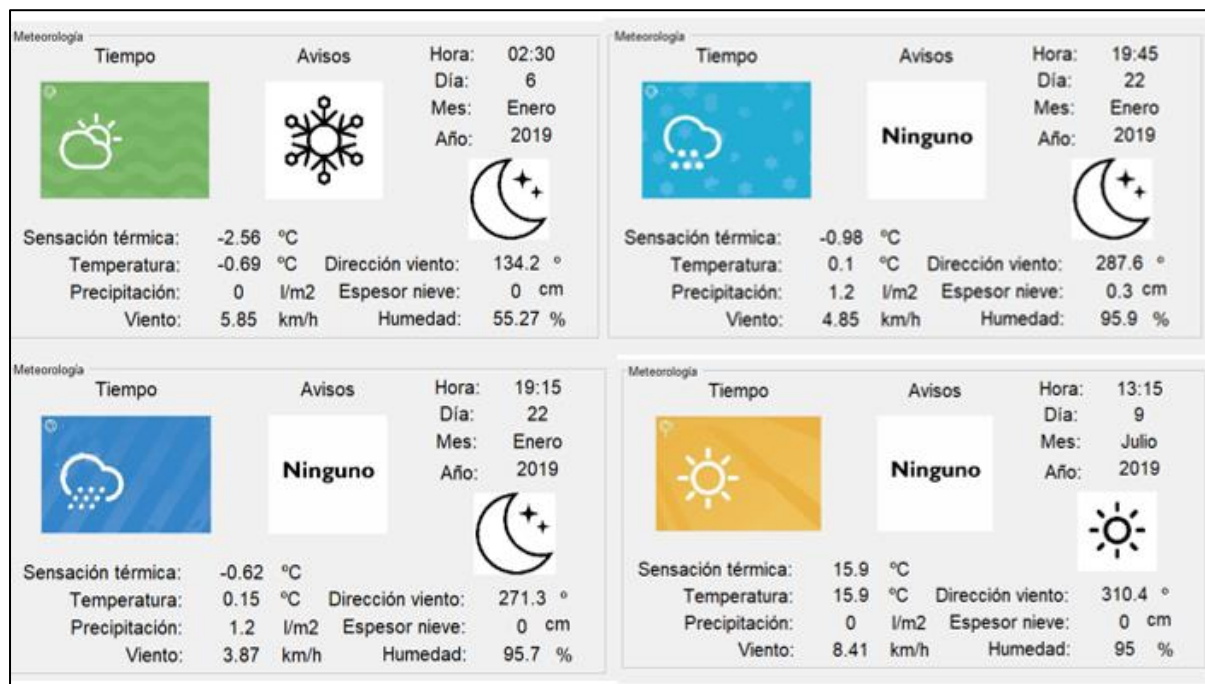 Meteorología
Tiempo Avisos Hora: 02:30
Día: 6
Mes: Enero
Año: 2019
Sensación térmica: -2.56 ºC
Temperatura: -0.69 ºC Dirección viento: 134.2 º
Precipitación: 0 l/m2 Espesor nieve: 0 cm
Viento: 5.85 km/h Humedad: 55.27 %
Meteorología
Tiempo Avisos Hora: 19:45
Día: 22
Mes: Enero
Ninguno
Año: 2019
Sensación térmica: -0.98 ºC
Temperatura: 0.1 ºC Dirección viento: 287.6 º
Precipitación: 1.2 l/m2 Espesor nieve: 0.3 cm
Viento: 4.85 km/h Humedad: 95.9 %
Meteorología
Tiempo Avisos Hora: 19:15
Día: 22
Mes: Enero
Ninguno Año: 2019
Sensación térmica: -0.62 ºC
Temperatura: 0.15 ºC Dirección viento: 271.3 º
Precipitación: 1.2 l/m2 Espesor nieve: 0 cm
Viento: 3.87 km/h Humedad: 95.7 %
Meteorología
Tiempo Avisos Hora: 13:15
Día: 9
Mes: Julio
Ninguno Año: 2019
Sensación térmica: 15.9 ºC
Temperatura: 15.9 ºC Dirección viento: 310.4 º
Precipitación: 0 l/m2 Espesor nieve: 0 cm
Viento: 8.41 km/h Humedad: 95 %